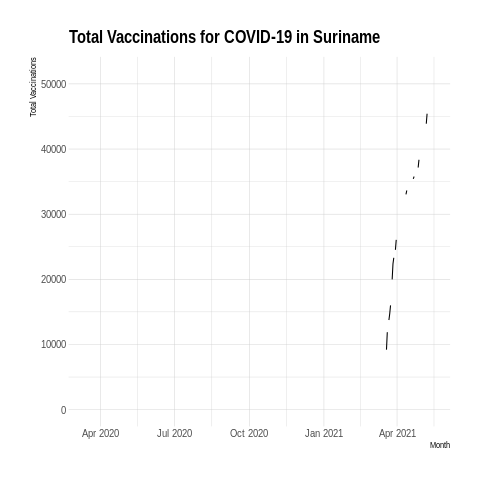 Total Vaccinations for COVID-19 in Suriname
Total Vaccinations
50000
40000
30000
20000
10000
0
Apr 2020 Jul 2020 Oct 2020 Jan 2021 Apr 2021
Month